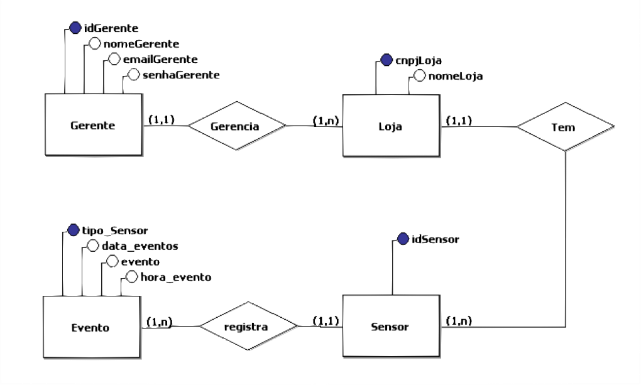 idGerente
nomeGerente
emailGerente
senhaGerente
cnpjLoja
nomeLoja
Gerente (1,1) Gerencia (1,n) Loja (1,1) Tem
tipo_Sensor
data_eventos
evento
hora_evento
idSensor
Evento (1,n) registra (1,1) Sensor (1,n)